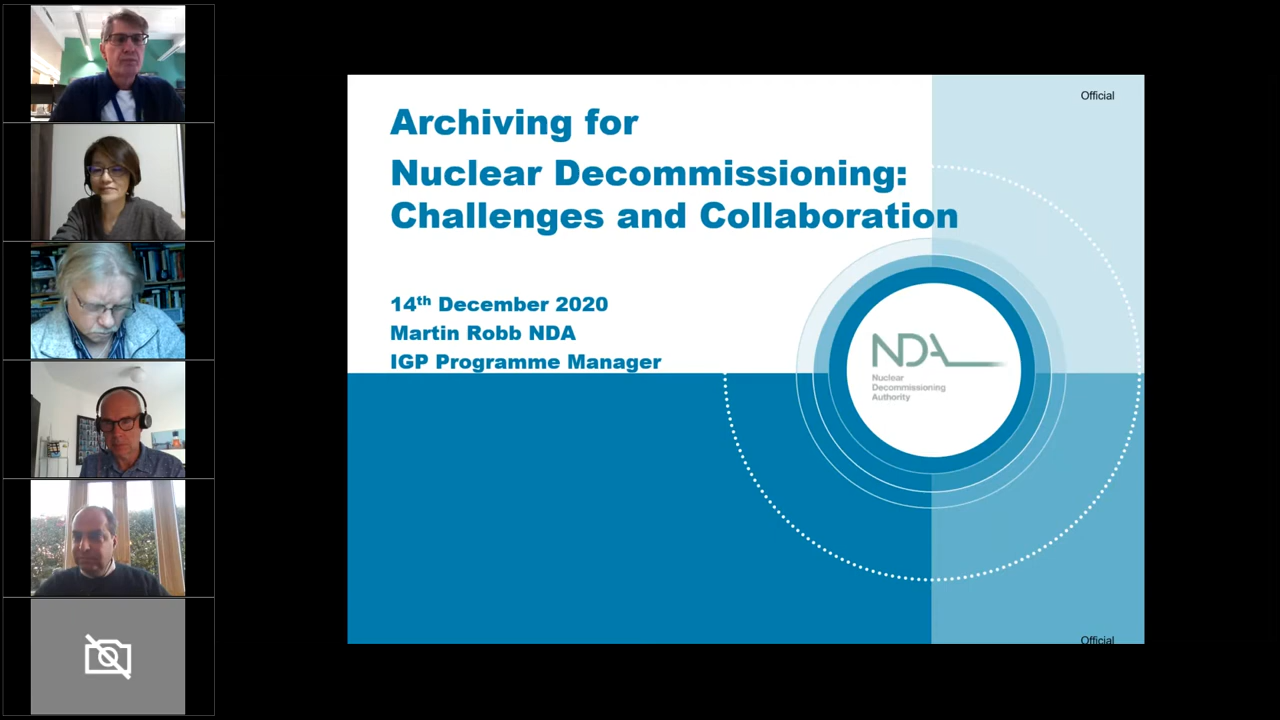 Official
Archiving for
Nuclear Decommissioning:
Challenges and Collaboration
14th December 2020
Martin Robb NDA
IGP Programme Manager
NDA
Nuclear
Decommissioning
Authority
Official